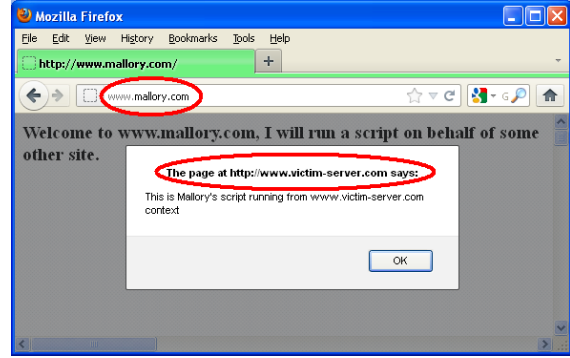 Mozilla Firefox
File Edit View History Bookmarks Tools Help
http://www.mallory.com/ +
www.mallory.com G
Welcome to www.mallory.com, I will run a script on behalf of some
other site.
The page at http://www.victim-server.com says:
This is Mallory's script running from www.victim-server.com
context
OK